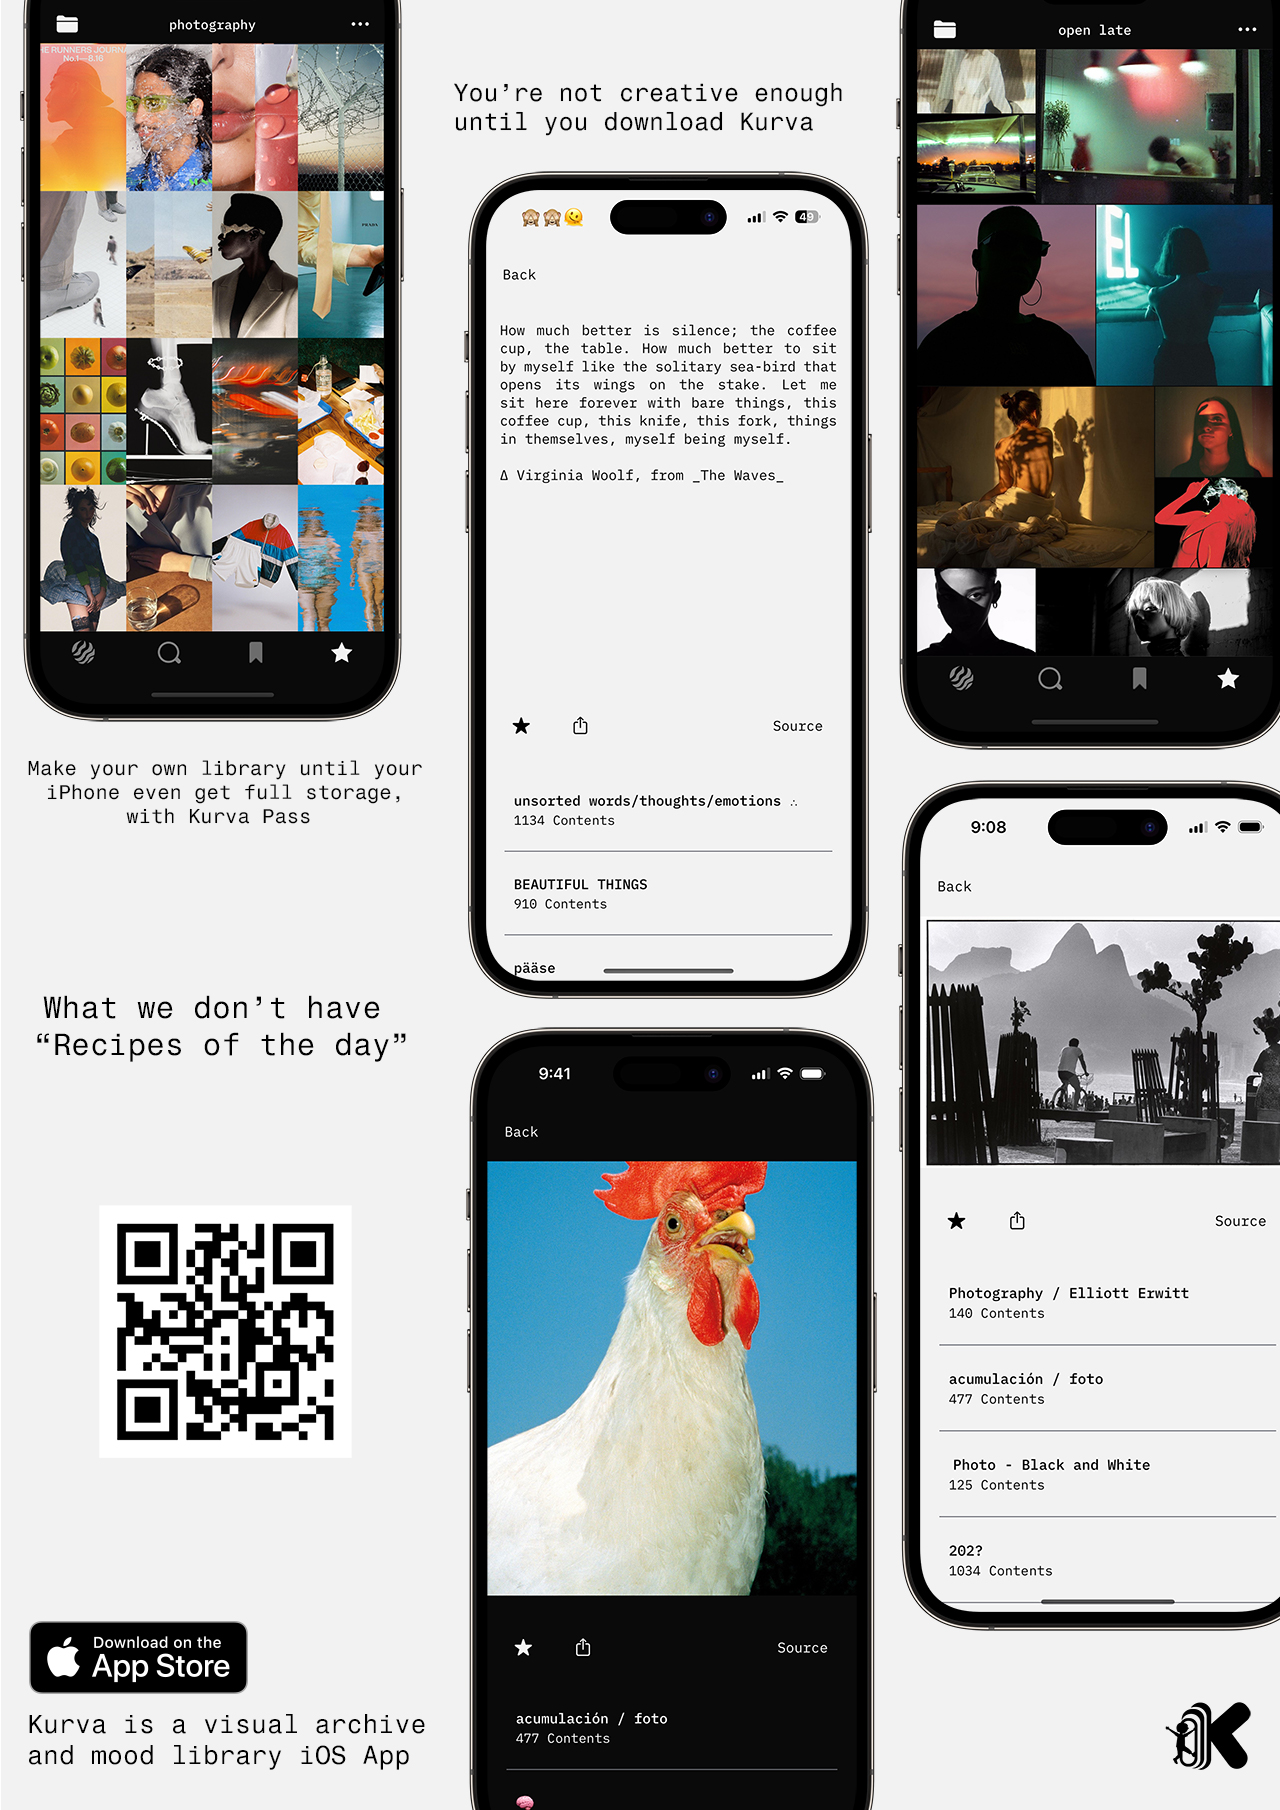 photography
THE RUNNERS JOURNAL
No.1—8.16
PRADA
Make your own library until your
iPhone even get full storage,
with Kurva Pass
What we don’t have
“Recipes of the day”
Download on the
App Store
Kurva is a visual archive
and mood library iOS App
You’re not creative enough
until you download Kurva
🙈🙈🫠 49
Back
How much better is silence; the coffee
cup, the table. How much better to sit
by myself like the solitary sea-bird that
opens its wings on the stake. Let me
sit here forever with bare things, this
coffee cup, this knife, this fork, things
in themselves, myself being myself.
Δ Virginia Woolf, from _The Waves_
Source
unsorted words/thoughts/emotions ∴
1134 Contents
BEAUTIFUL THINGS
910 Contents
pääse
9:41
Back
Source
acumulación / foto
477 Contents
🧠
open late
EL
9:08
Back
Source
Photography / Elliott Erwitt
140 Contents
acumulación / foto
477 Contents
Photo - Black and White
125 Contents
202?
1034 Contents
K